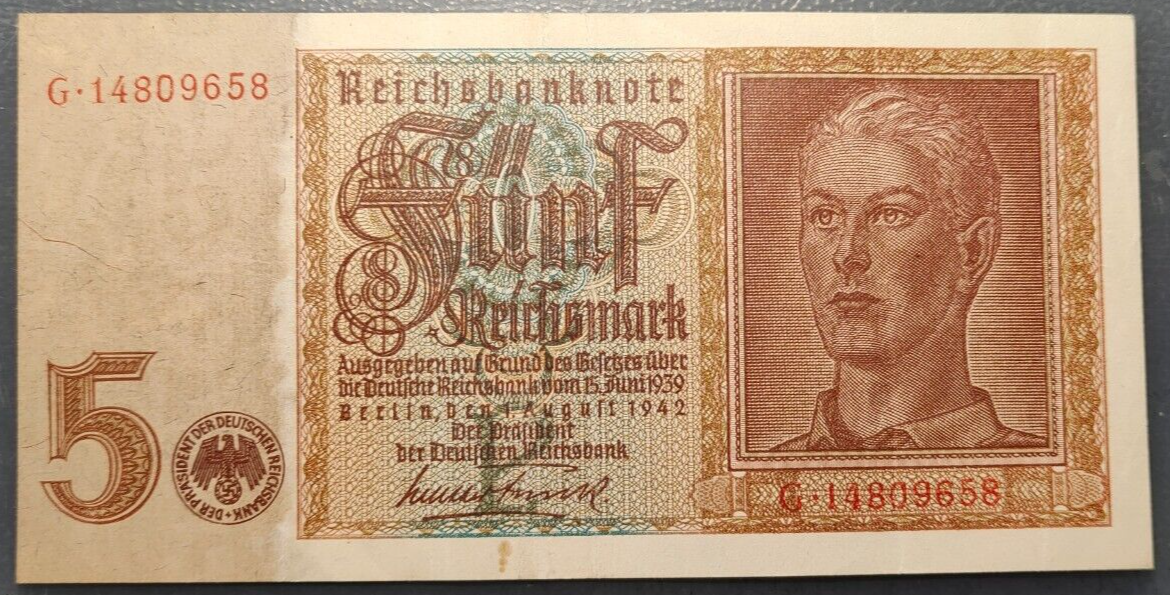 G·14809658
Reichsbanknote
Fünf
Reichsmark
Ausgegeben auf Grund des Gesetzes über
die Deutsche Reichsbank vom 15. Juni 1939
Berlin, den 1. August 1942
Der Präsident
der Deutschen Reichsbank
5
DER PRÄSIDENT DER DEUTSCHEN REICHSBANK
G·14809658